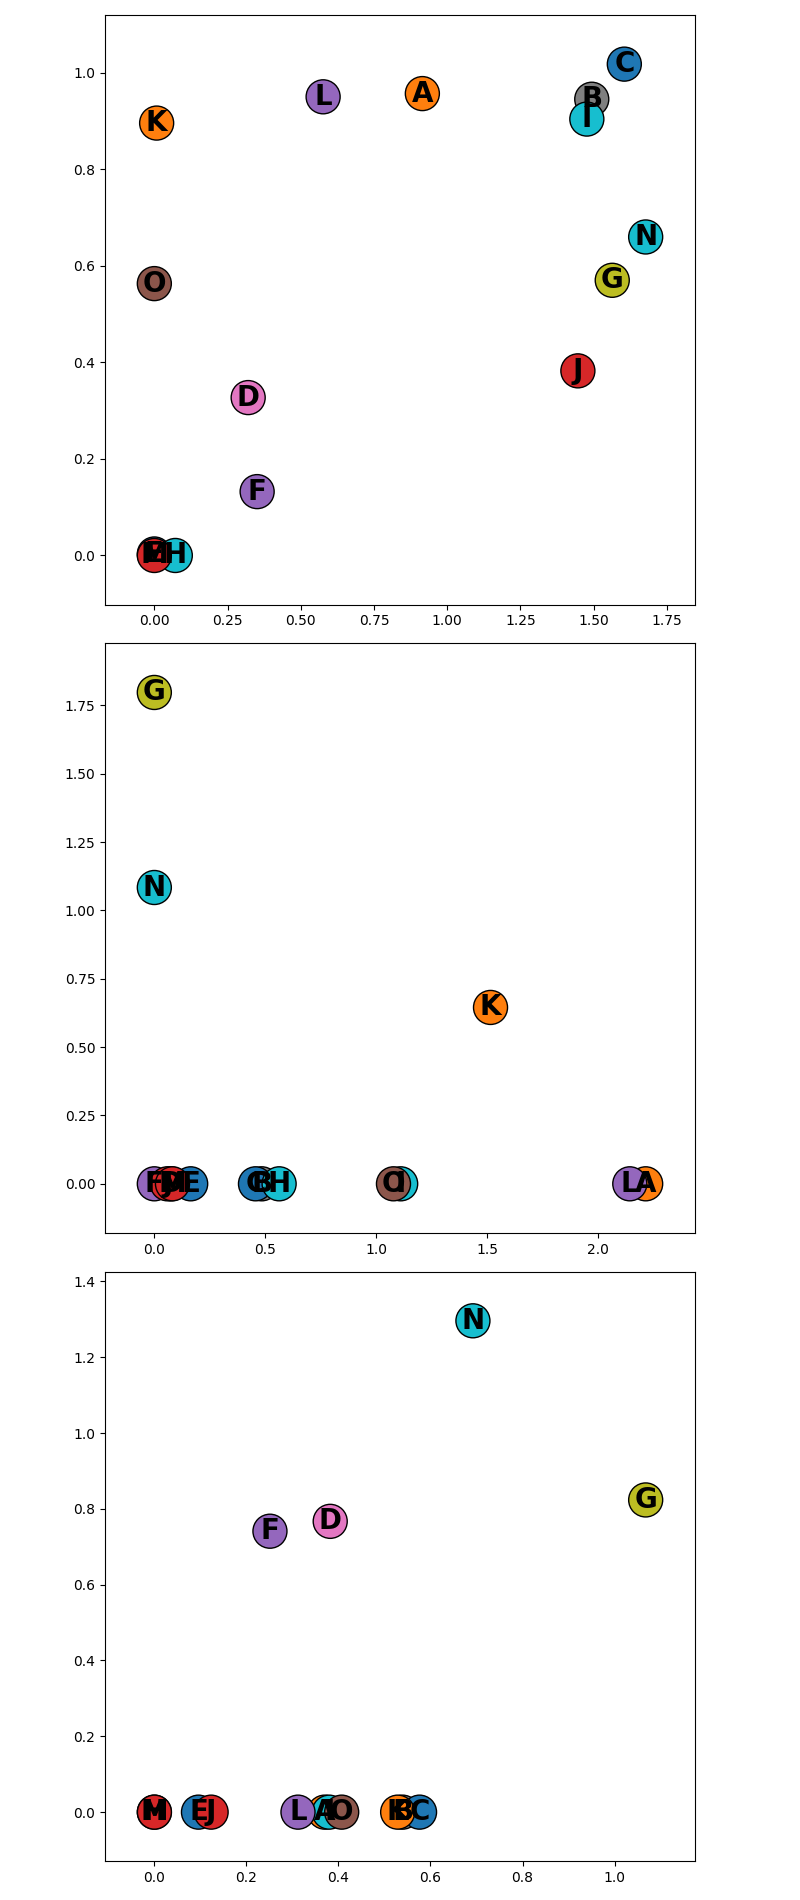 1.0
0.8
0.6
0.4
0.2
0.0
C
L
A
B
K
I
N
O
G
J
D
F
M
H
0.00 0.25 0.50 0.75 1.00 1.25 1.50 1.75
1.75
1.50
1.25
1.00
0.75
0.50
0.25
0.00
G
N
K
F J M E C B H O I L A
0.0 0.5 1.0 1.5 2.0
1.4
1.2
1.0
0.8
0.6
0.4
0.2
0.0
N
G
D
F
M E J L A O K B C
0.0 0.2 0.4 0.6 0.8 1.0